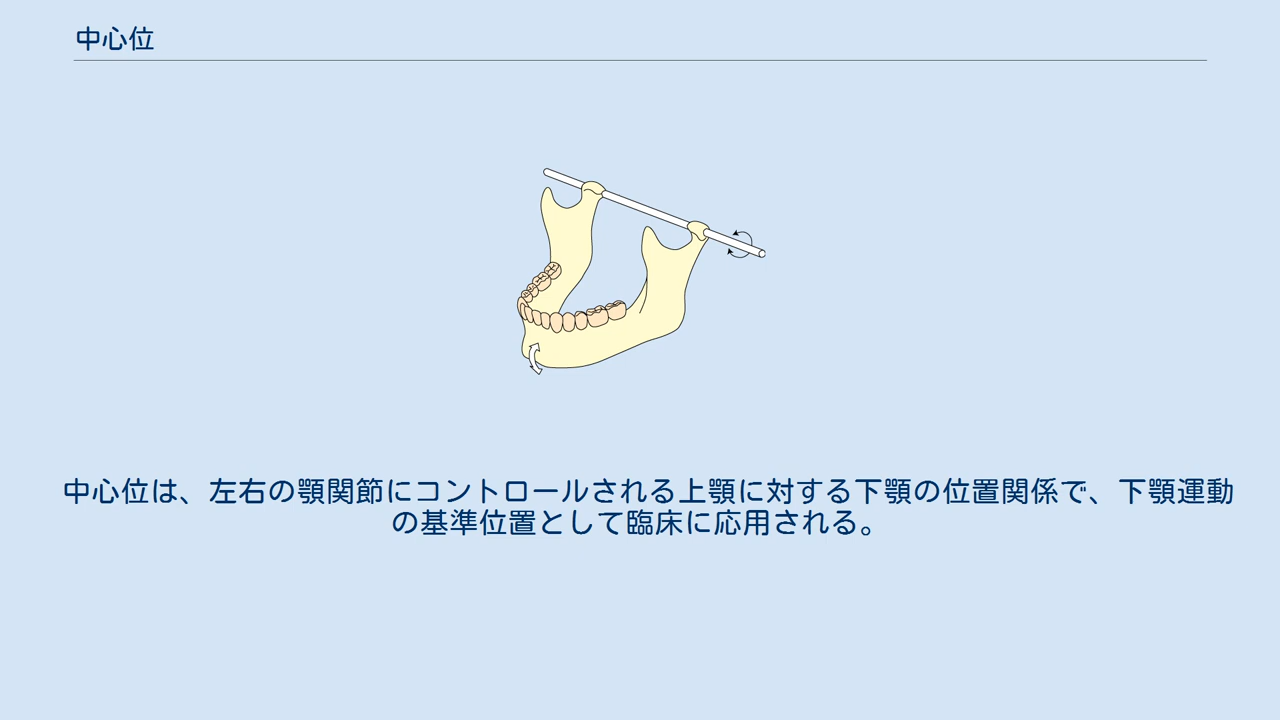 中心位
中心位は、左右の顎関節にコントロールされる上顎に対する下顎の位置関係で、下顎運動
の基準位置として臨床に応用される。